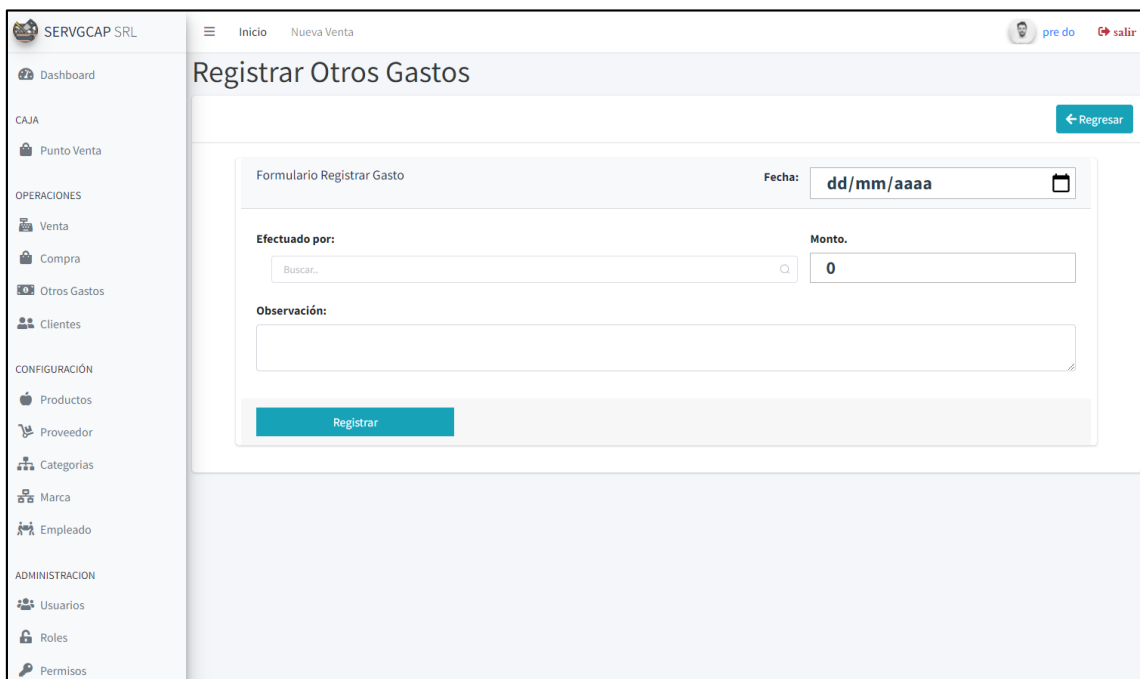 SERVGCAP SRL
Inicio Nueva Venta
pre do
salir
Dashboard
CAJA
Punto Venta
OPERACIONES
Venta
Compra
Otros Gastos
Clientes
CONFIGURACIÓN
Productos
Proveedor
Categorias
Marca
Empleado
ADMINISTRACION
Usuarios
Roles
Permisos
Registrar Otros Gastos
Regresar
Formulario Registrar Gasto
Fecha: dd/mm/aaaa
Efectuado por:
Buscar..
Monto.
0
Observación:
Registrar